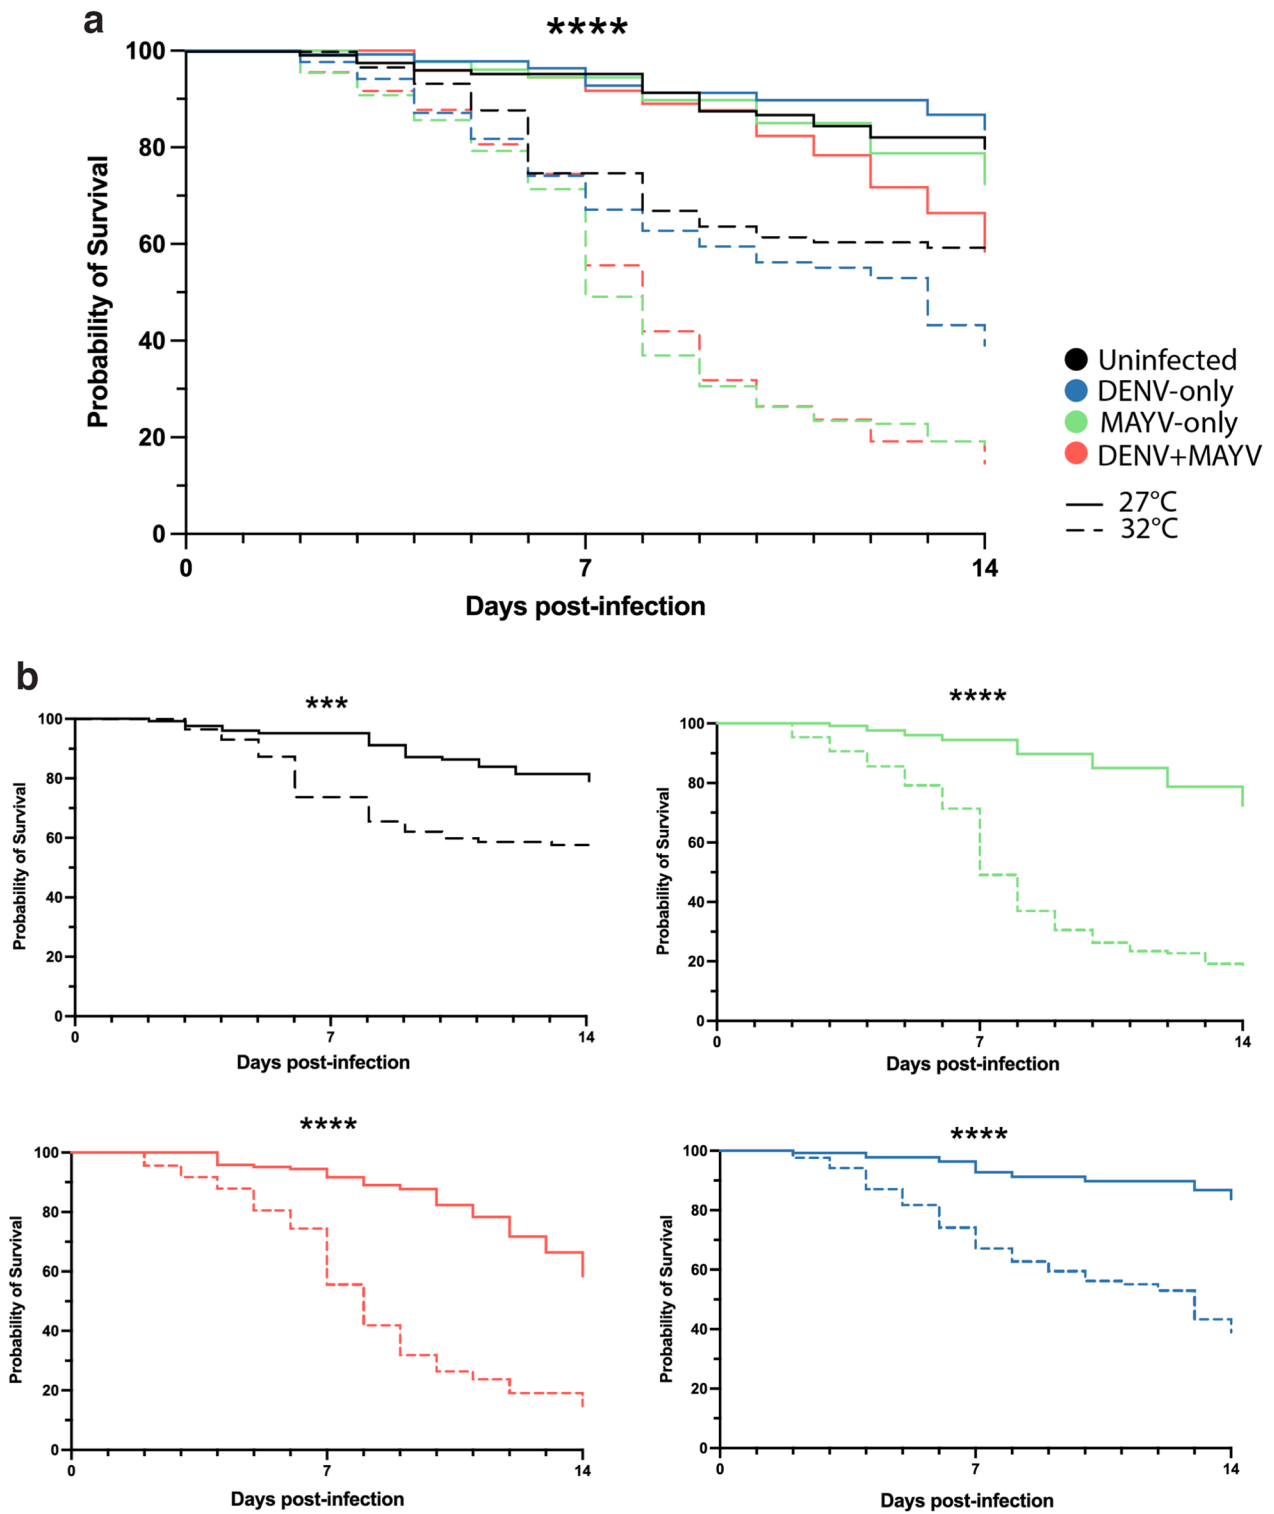 a
****
100
80
60
40
20
0
Probability of Survival
0 7 14
Days post-infection
Uninfected
DENV-only
MAYV-only
DENV+MAYV
27°C
32°C
b
***
100
80
60
40
20
0
Probability of Survival
0 7 14
Days post-infection
****
100
80
60
40
20
0
Probability of Survival
0 7 14
Days post-infection
****
100
80
60
40
20
0
Probability of Survival
0 7 14
Days post-infection
****
100
80
60
40
20
0
Probability of Survival
0 7 14
Days post-infection